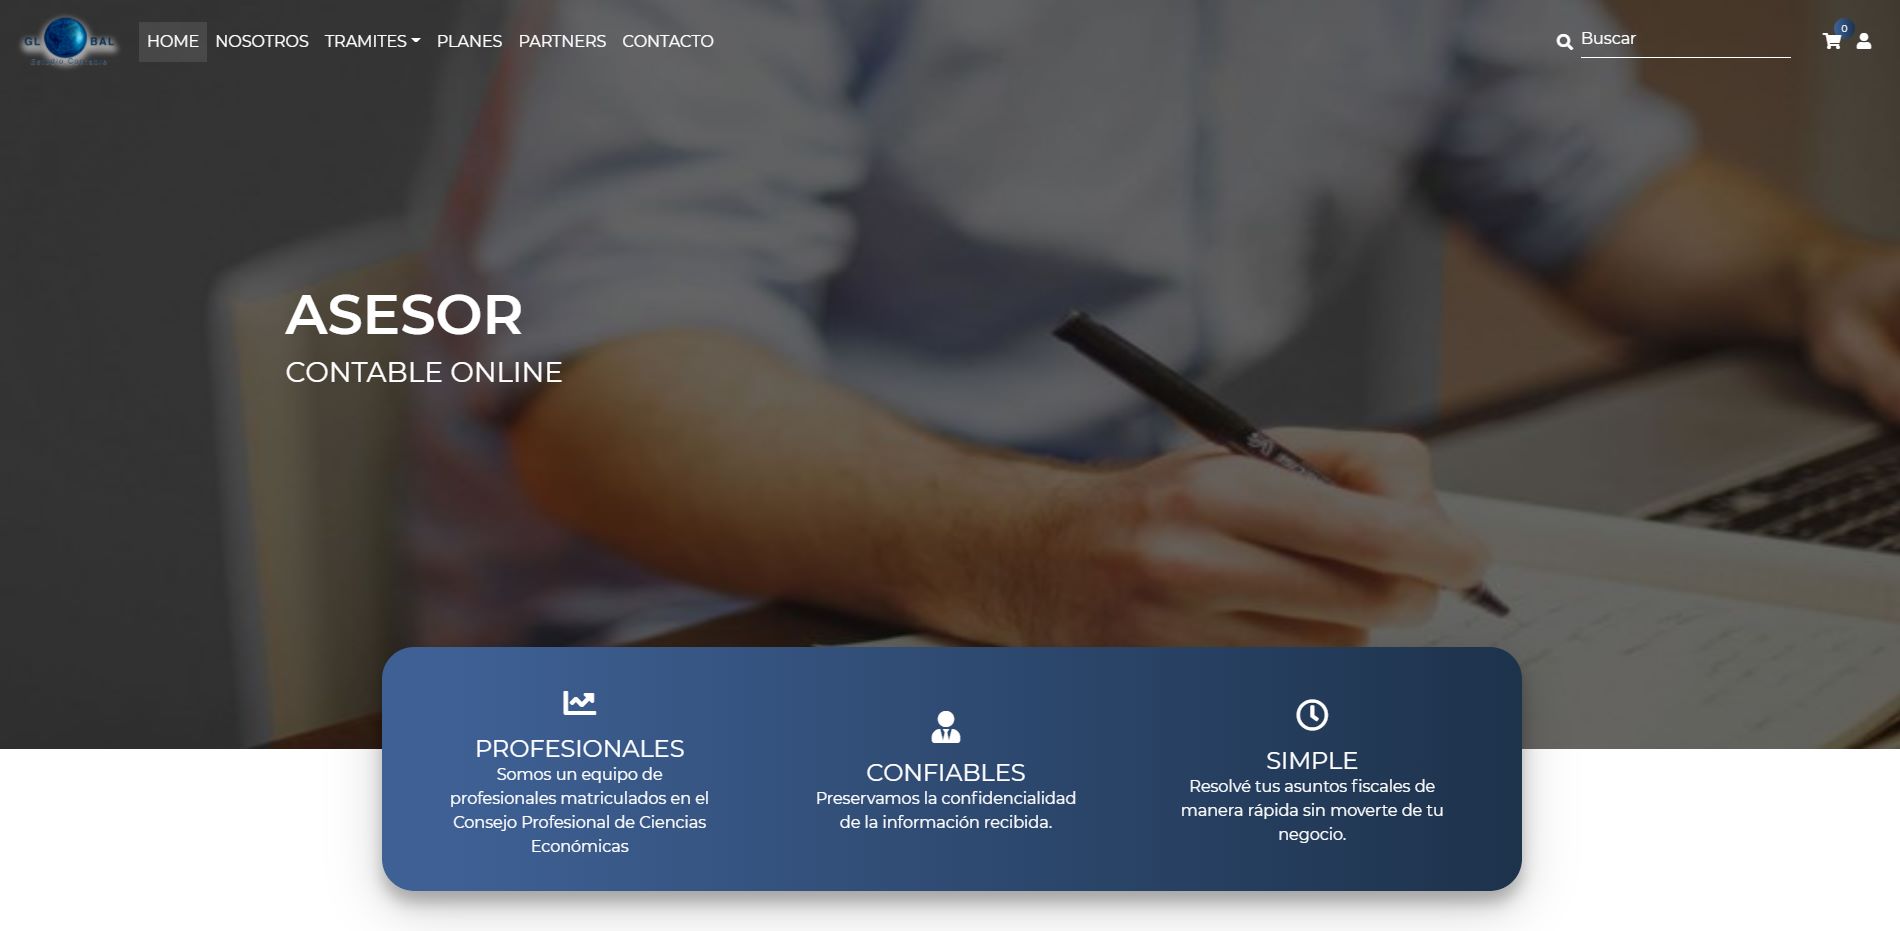 GL BAL
Estudio Contable
HOME NOSOTROS TRAMITES PLANES PARTNERS CONTACTO
Buscar
0
ASESOR
CONTABLE ONLINE
PROFESIONALES
Somos un equipo de
profesionales matriculados en el
Consejo Profesional de Ciencias
Económicas
CONFIABLES
Preservamos la confidencialidad
de la información recibida.
SIMPLE
Resolvé tus asuntos fiscales de
manera rápida sin moverte de tu
negocio.